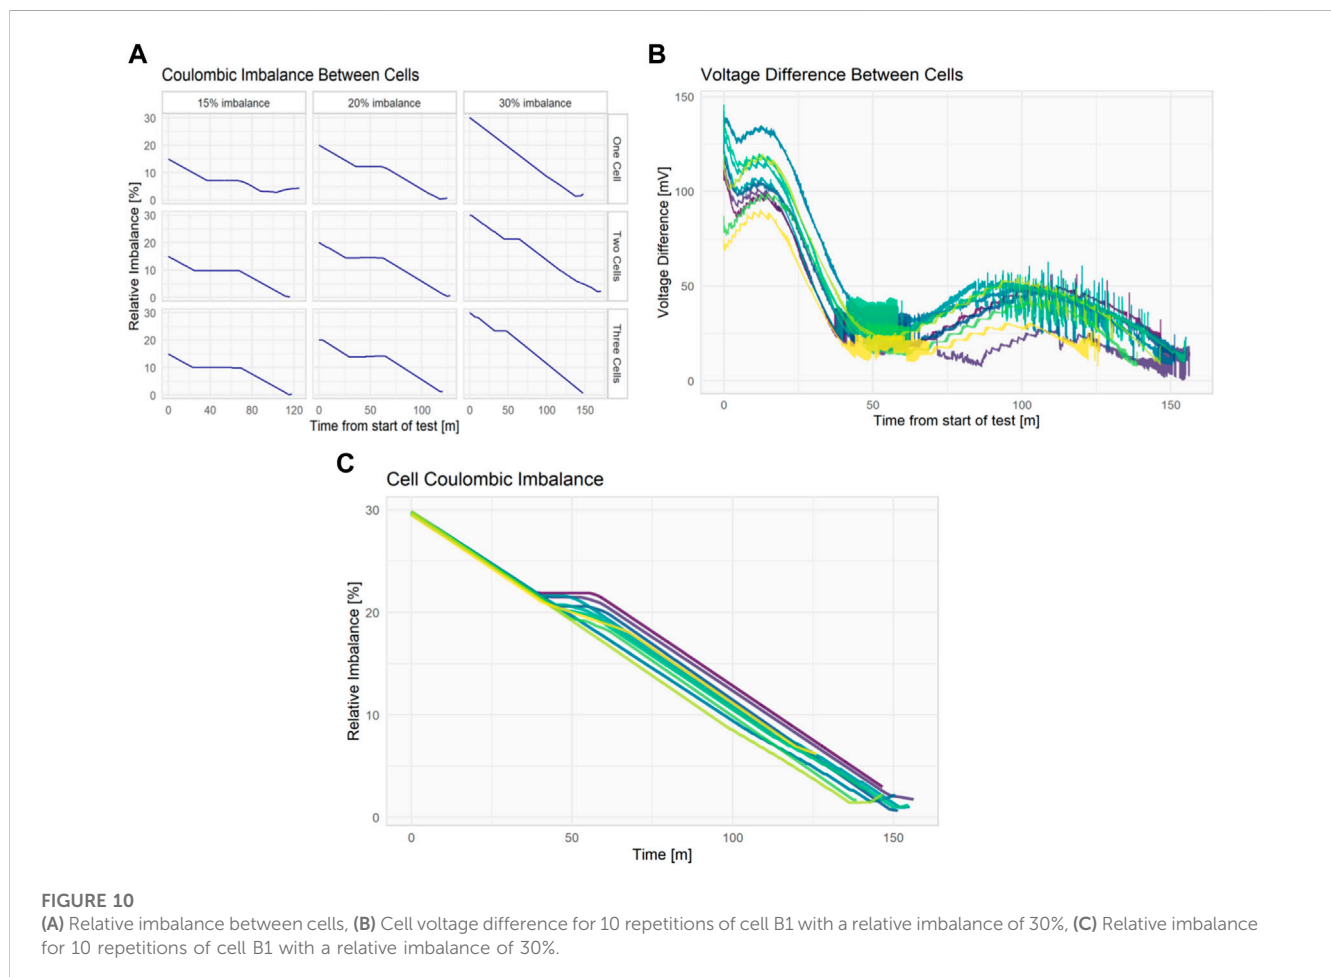 (A)
Coulombic Imbalance Between Cells
15% imbalance
20% imbalance
30% imbalance
30
20
10
0
One Cell
30
20
10
0
Two Cells
30
20
10
0
Three Cells
0 40 80 120
0 50 100
0 50 100 150
Relative Imbalance [%]
Time from start of test [m]
(B)
Voltage Difference Between Cells
150
100
50
0
0 50 100 150
Voltage Difference [mV]
Time from start of test [m]
(C)
Cell Coulombic Imbalance
30
20
10
0
0 50 100 150
Relative Imbalance [%]
Time [m]
FIGURE 10
(A) Relative imbalance between cells, (B) Cell voltage difference for 10 repetitions of cell B1 with a relative imbalance of 30%, (C) Relative imbalance
for 10 repetitions of cell B1 with a relative imbalance of 30%.